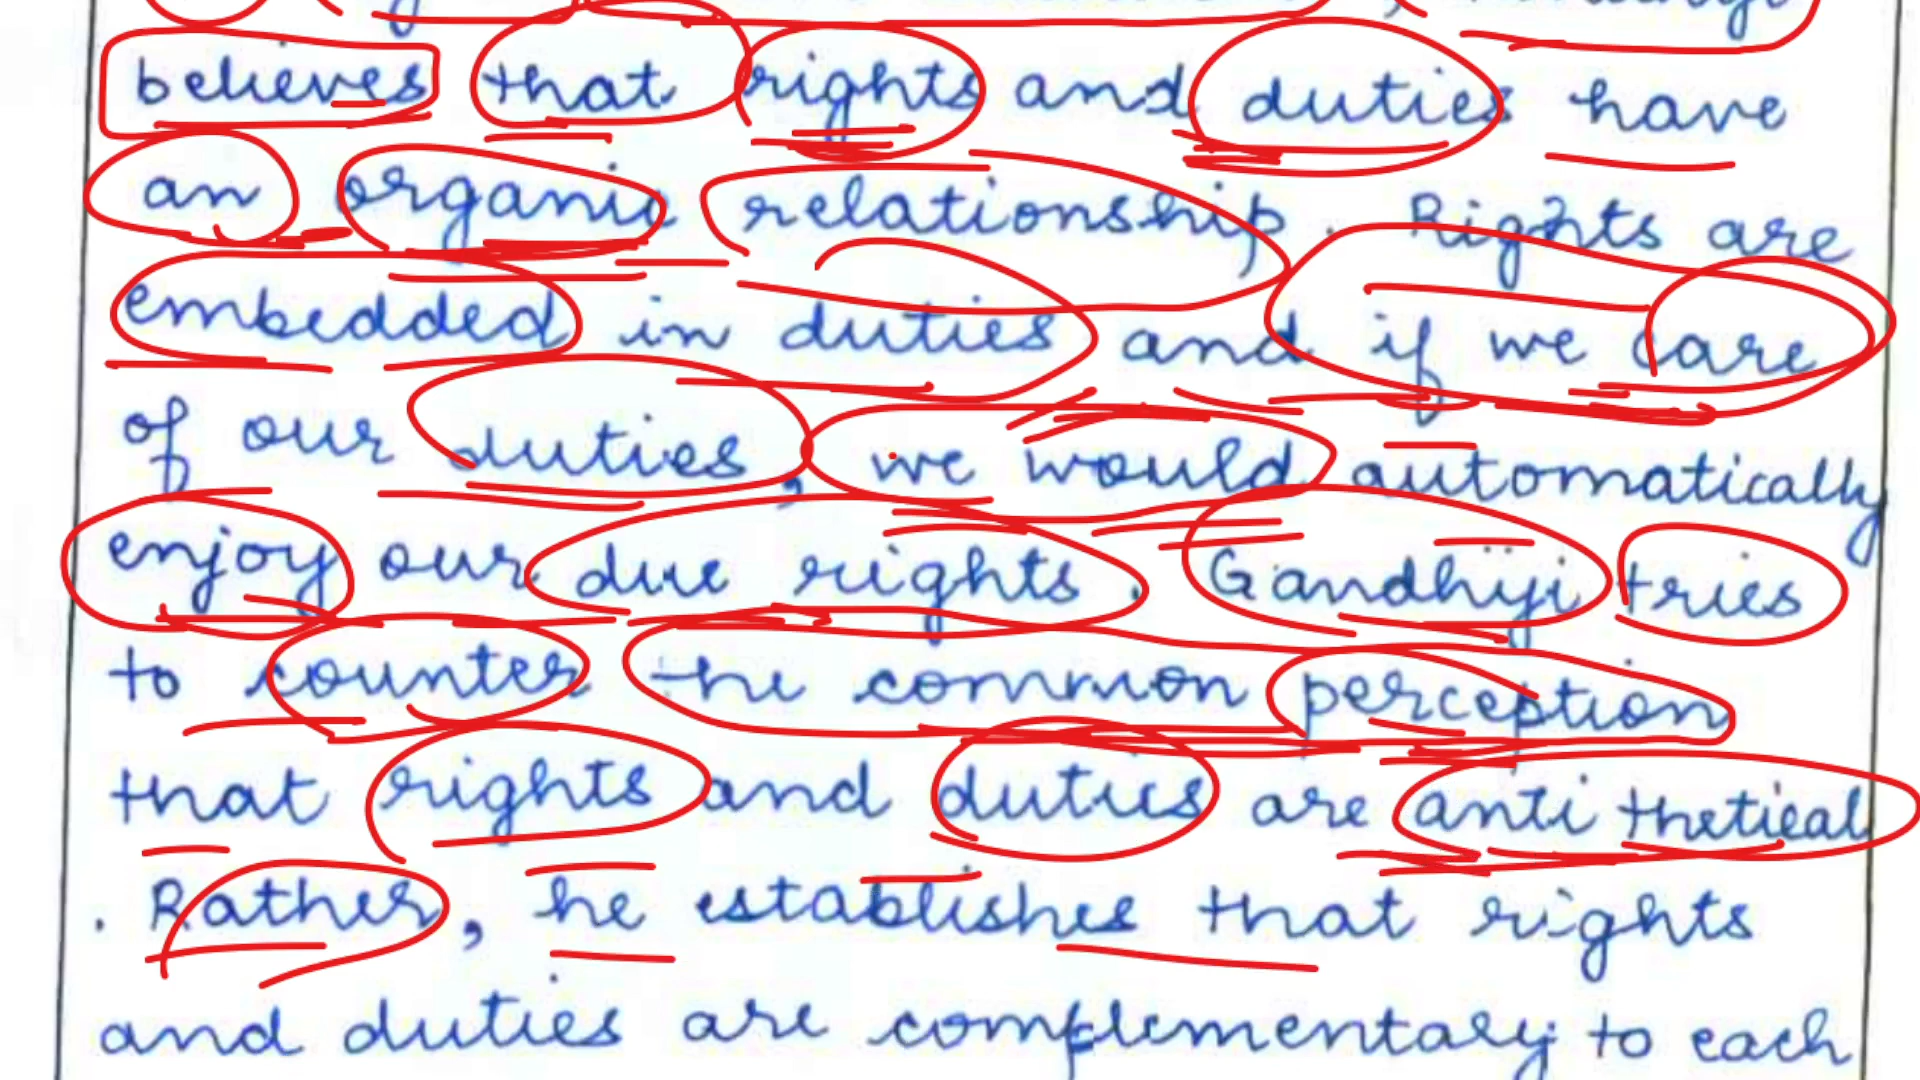 believes that rights and duties have
an organic relationship. Rights are
embedded in duties and if we care
of our duties, we would automatically
enjoy our due rights. Gandhiji tries
to counter the common perception
that rights and duties are anti thetical
. Rather, he establishes that rights
and duties are complementary to each